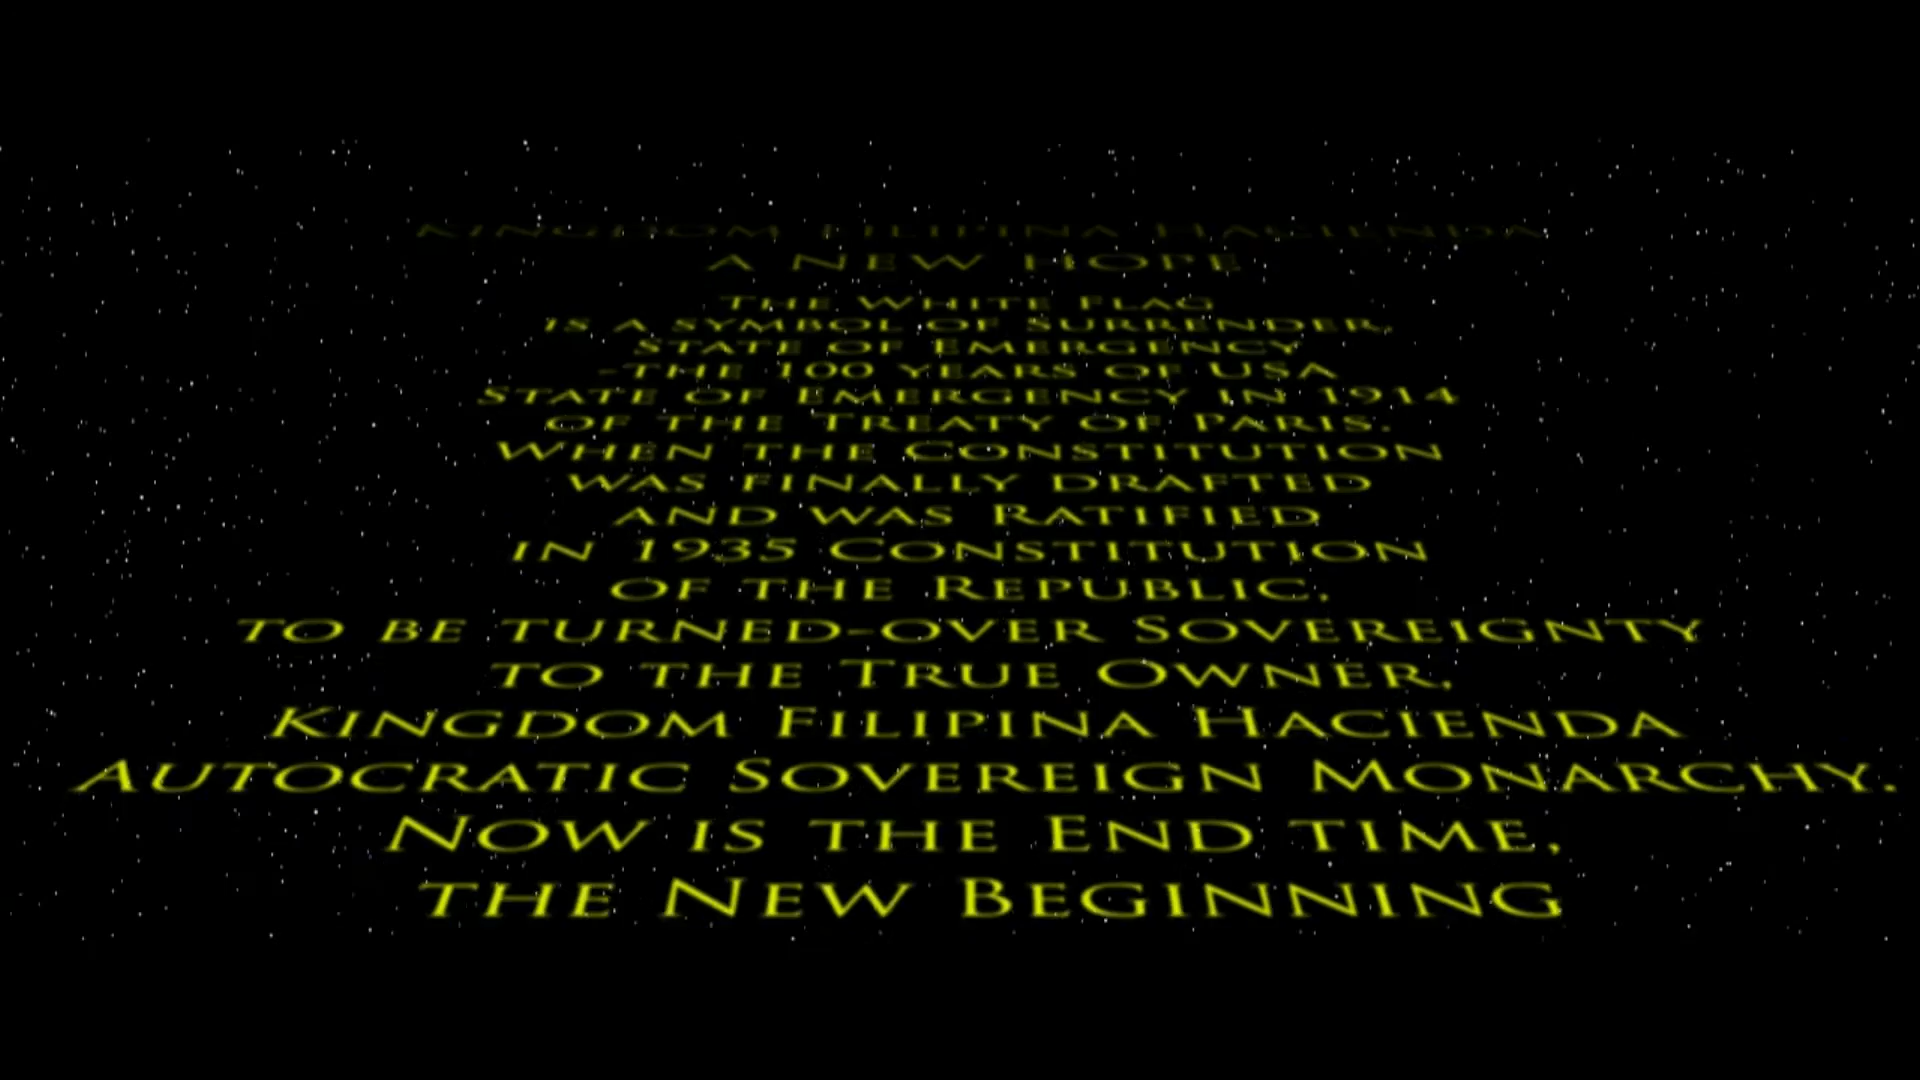 Kingdom Filipina Hacienda
A New Hope
The White Flag
is a symbol of surrender.
State of Emergency
-the 100 years of USA
State of Emergency in 1914
of the Treaty of Paris.
When the Constitution
was finally drafted
and was Ratified
in 1935 Constitution
of the Republic.
to be turned-over Sovereignty
to the True Owner,
Kingdom Filipina Hacienda
Autocratic Sovereign Monarchy.
Now is the End time,
the New Beginning